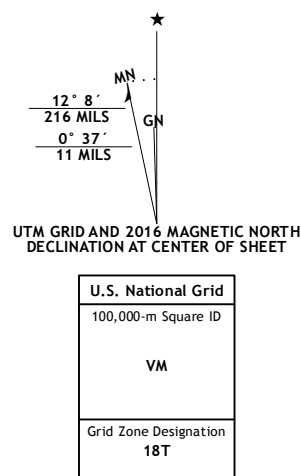 ★
MN
GN
12° 8´
216 MILS
0° 37´
11 MILS
UTM GRID AND 2016 MAGNETIC NORTH
DECLINATION AT CENTER OF SHEET
U.S. National Grid
100,000-m Square ID
VM
Grid Zone Designation
18T